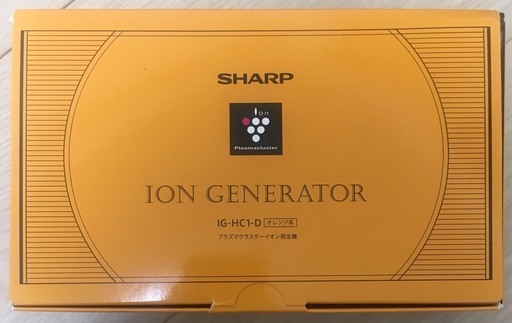 SHARP
Ion
Plasmacluster
ION GENERATOR
IG-HC1-D オレンジ系
プラズマクラスターイオン発生機